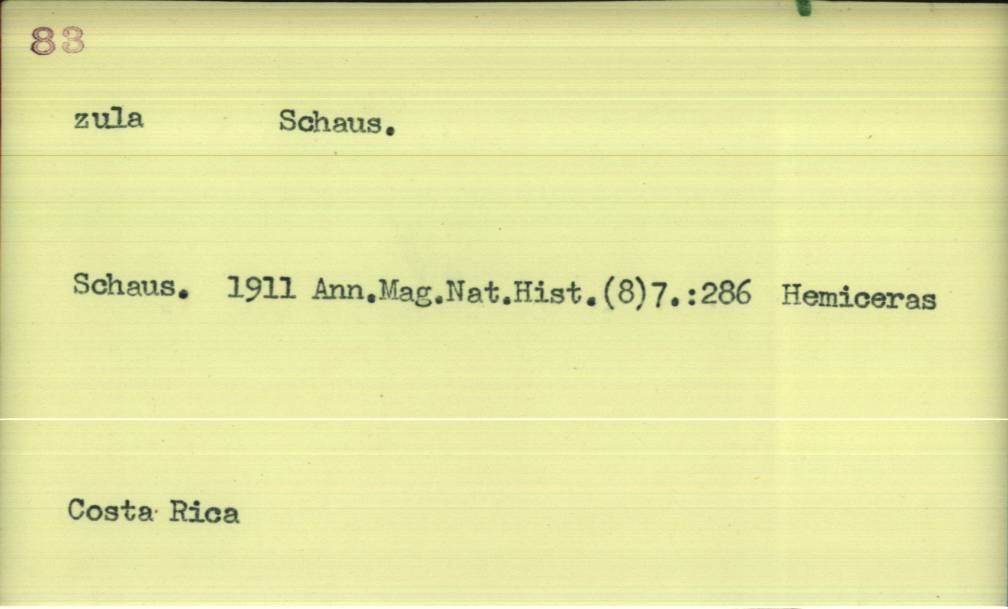 83
zula Schaus.
Schaus. 1911 Ann.Mag.Nat.Hist.(8)7.:286 Hemiceras
Costa Rica